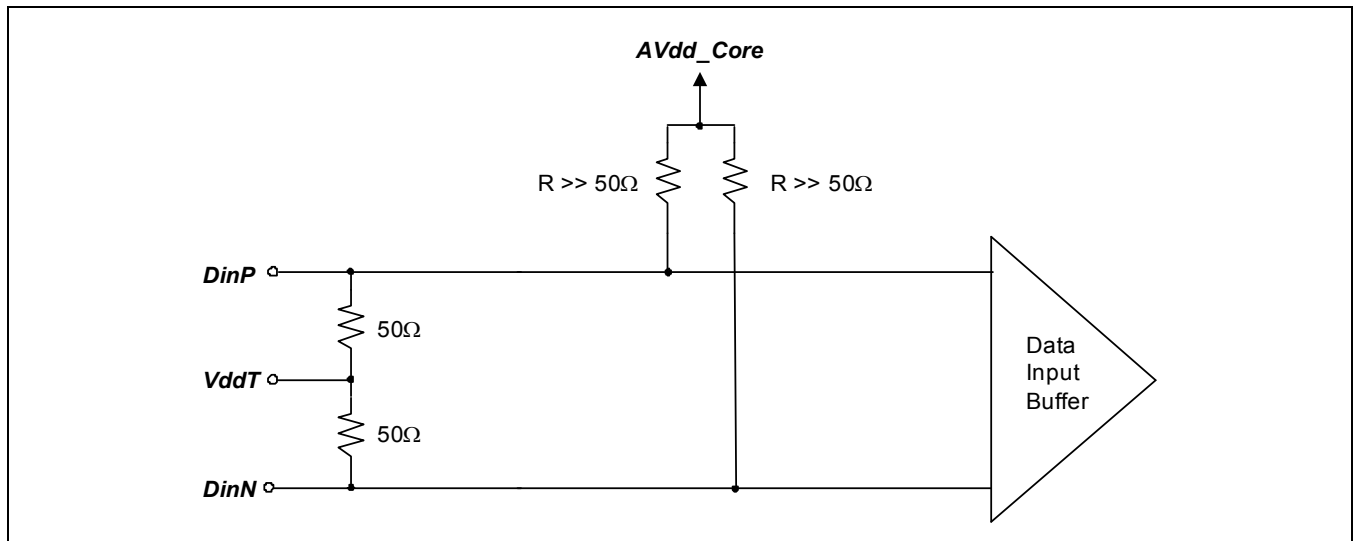 AVdd_Core
R >> 50Ω
R >> 50Ω
DinP
50Ω
VddT
50Ω
DinN
Data
Input
Buffer